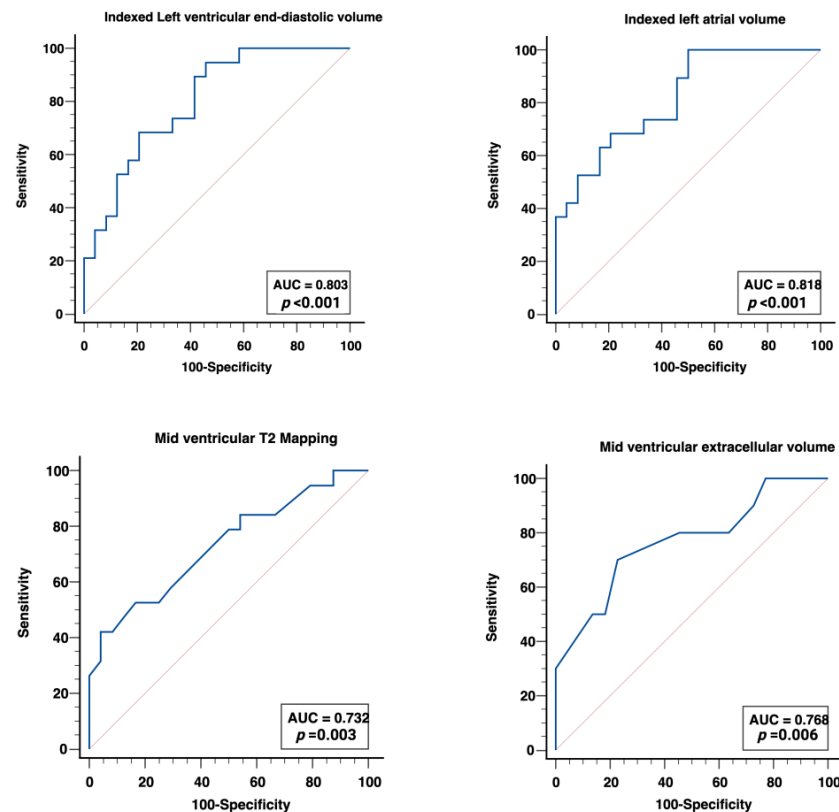 Indexed Left ventricular end-diastolic volume
100
80
60
40
20
0
Sensitivity
AUC = 0.803
p<0.001
0 20 40 60 80 100
100-Specificity
Indexed left atrial volume
100
80
60
40
20
0
Sensitivity
AUC = 0.818
p<0.001
0 20 40 60 80 100
100-Specificity
Mid ventricular T2 Mapping
100
80
60
40
20
0
Sensitivity
AUC = 0.732
p=0.003
0 20 40 60 80 100
100-Specificity
Mid ventricular extracellular volume
100
80
60
40
20
0
Sensitivity
AUC = 0.768
p=0.006
0 20 40 60 80 100
100-Specificity